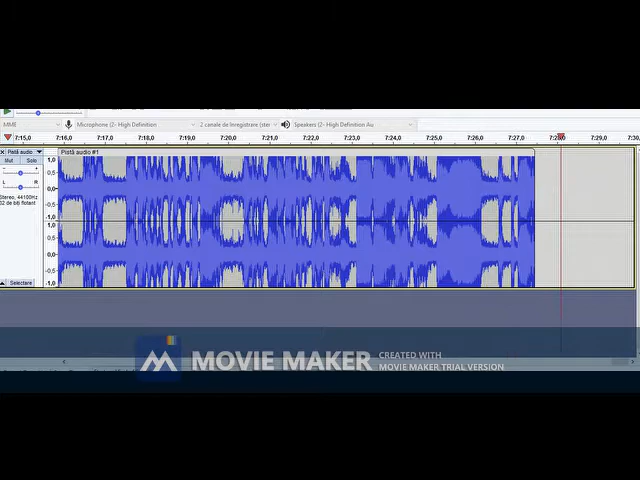 MME Microphone (2- High Definition 2 canale de înregistrare (ster Speakers (2- High Definition Au
7:15,0 7:16,0 7:17,0 7:18,0 7:19,0 7:20,0 7:21,0 7:22,0 7:23,0 7:24,0 7:25,0 7:26,0 7:27,0 7:28,0 7:29,0 7:30,
Pistă audio Pistă audio #1
Mut Solo
1,0
0,5
L R
0,0
Stereo, 44100Hz
32 de biți flotant
-0,5
-1,0
1,0
0,5
0,0
-0,5
Selectare
-1,0
MOVIE MAKER
CREATED WITH
MOVIE MAKER TRIAL VERSION